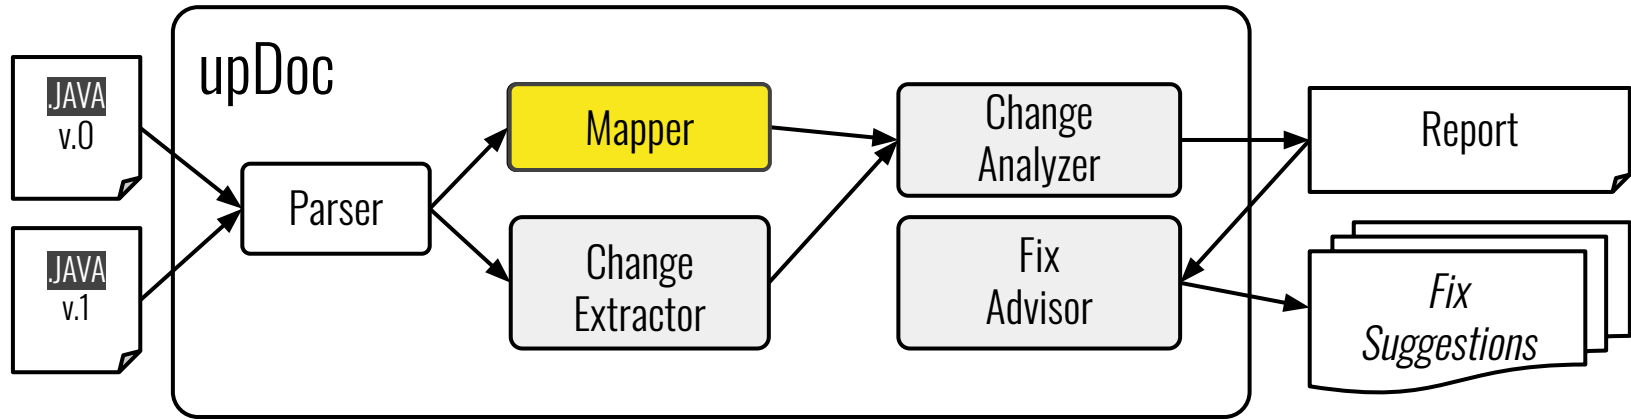 upDoc
.JAVA
v.0
.JAVA
v.1
Parser
Mapper
Change
Extractor
Change
Analyzer
Fix
Advisor
Report
Fix
Suggestions